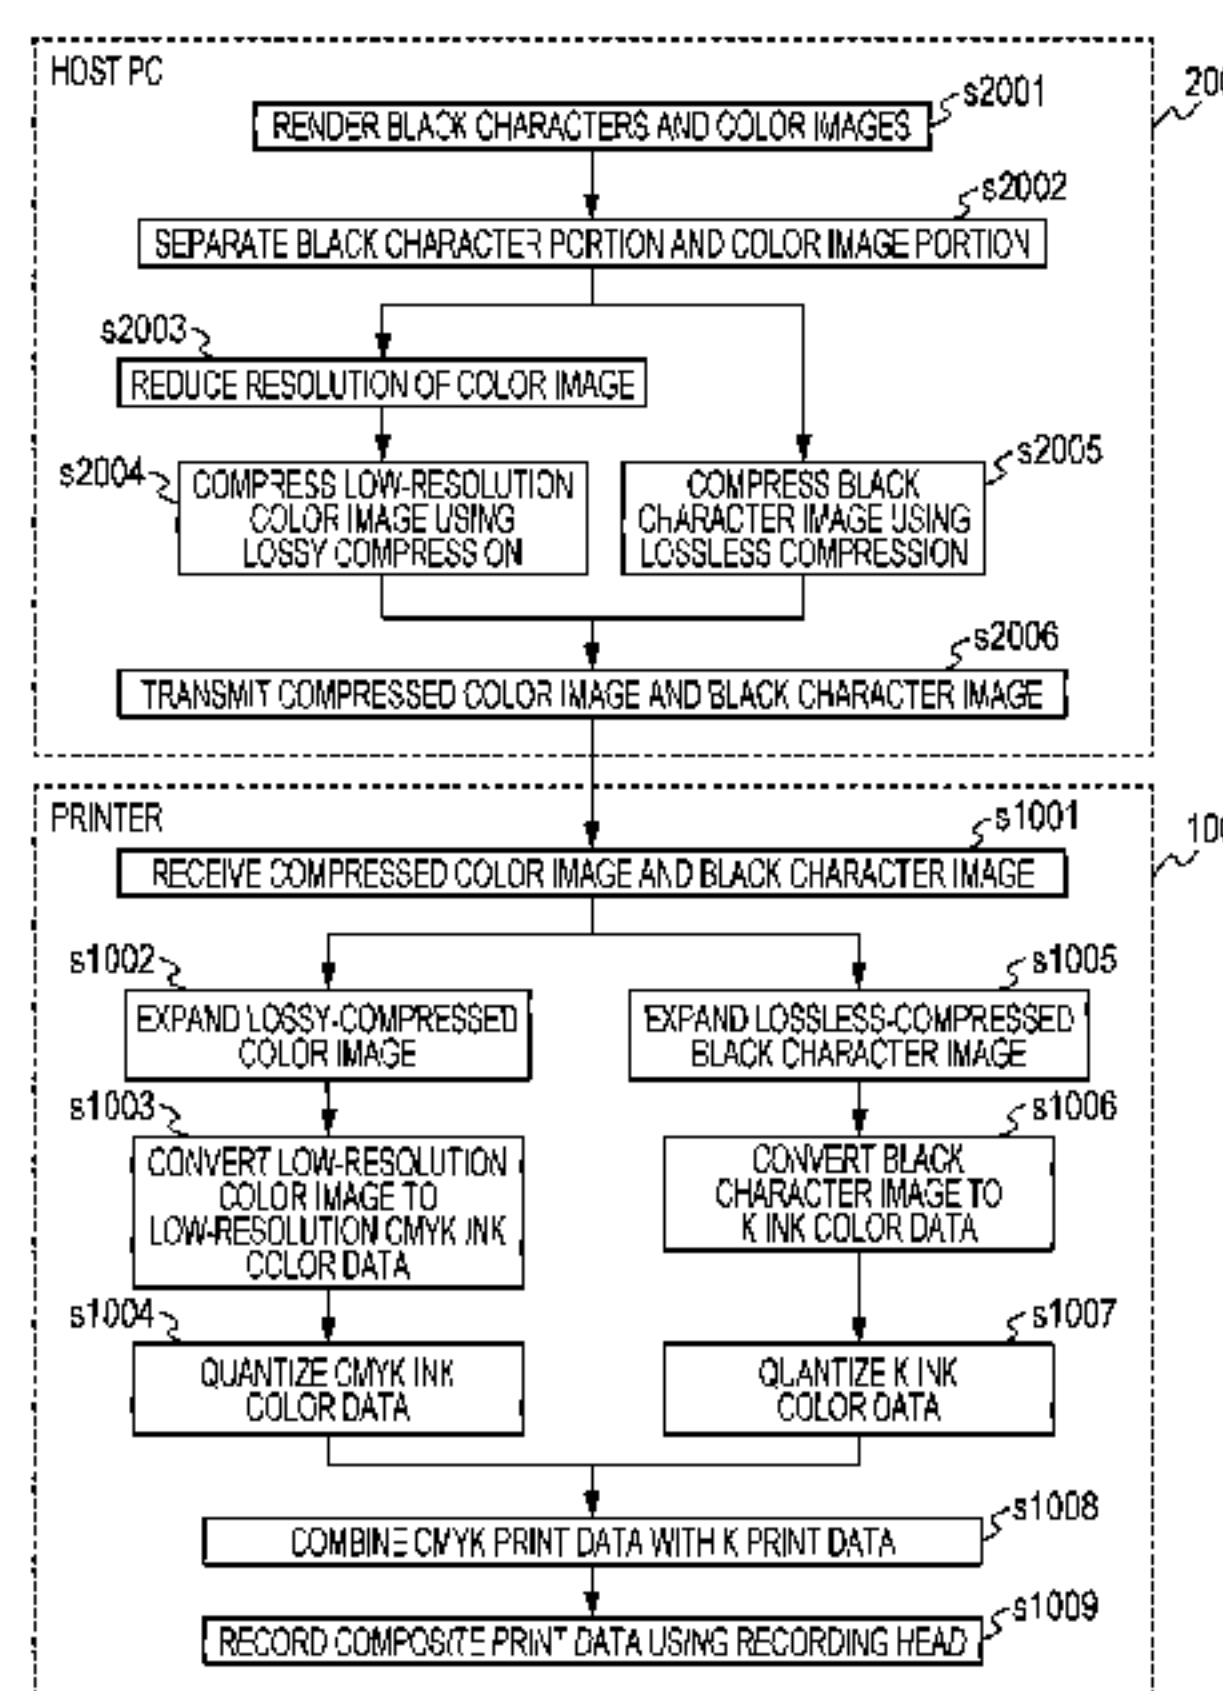 HOST PC
200
s2001
RENDER BLACK CHARACTERS AND COLOR IMAGES
s2002
SEPARATE BLACK CHARACTER PORTION AND COLOR IMAGE PORTION
s2003
REDUCE RESOLUTION OF COLOR IMAGE
s2004
COMPRESS LOW-RESOLUTION
COLOR IMAGE USING
LOSSY COMPRESSION
s2005
COMPRESS BLACK
CHARACTER IMAGE USING
LOSSLESS COMPRESSION
s2006
TRANSMIT COMPRESSED COLOR IMAGE AND BLACK CHARACTER IMAGE
PRINTER
100
s1001
RECEIVE COMPRESSED COLOR IMAGE AND BLACK CHARACTER IMAGE
s1002
EXPAND LOSSY-COMPRESSED
COLOR IMAGE
s1005
EXPAND LOSSLESS-COMPRESSED
BLACK CHARACTER IMAGE
s1003
CONVERT LOW-RESOLUTION
COLOR IMAGE TO
LOW-RESOLUTION CMYK INK
COLOR DATA
s1006
CONVERT BLACK
CHARACTER IMAGE TO
K INK COLOR DATA
s1004
QUANTIZE CMYK INK
COLOR DATA
s1007
QUANTIZE K INK
COLOR DATA
s1008
COMBINE CMYK PRINT DATA WITH K PRINT DATA
s1009
RECORD COMPOSITE PRINT DATA USING RECORDING HEAD